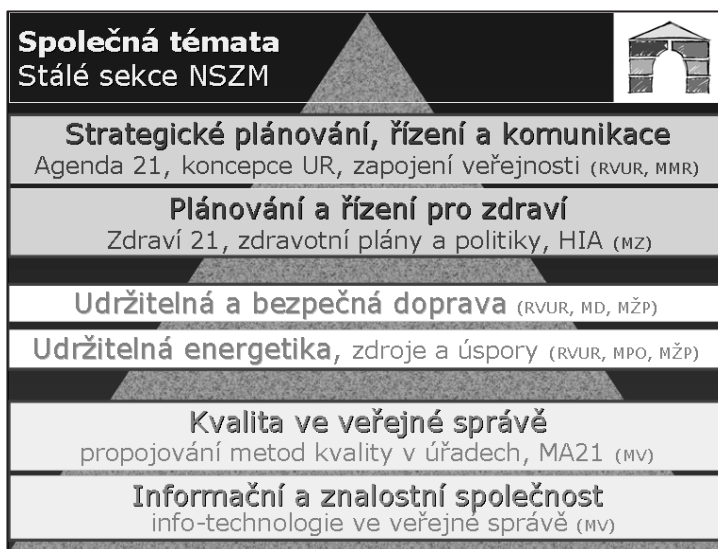 Společná témata
Stálé sekce NSZM
Strategické plánování, řízení a komunikace
Agenda 21, koncepce UR, zapojení veřejnosti (RVUR, MMR)
Plánování a řízení pro zdraví
Zdraví 21, zdravotní plány a politiky, HIA (MZ)
Udržitelná a bezpečná doprava (RVUR, MD, MŽP)
Udržitelná energetika, zdroje a úspory (RVUR, MPO, MŽP)
Kvalita ve veřejné správě
propojování metod kvality v úřadech, MA21 (MV)
Informační a znalostní společnost
info-technologie ve veřejné správě (MV)